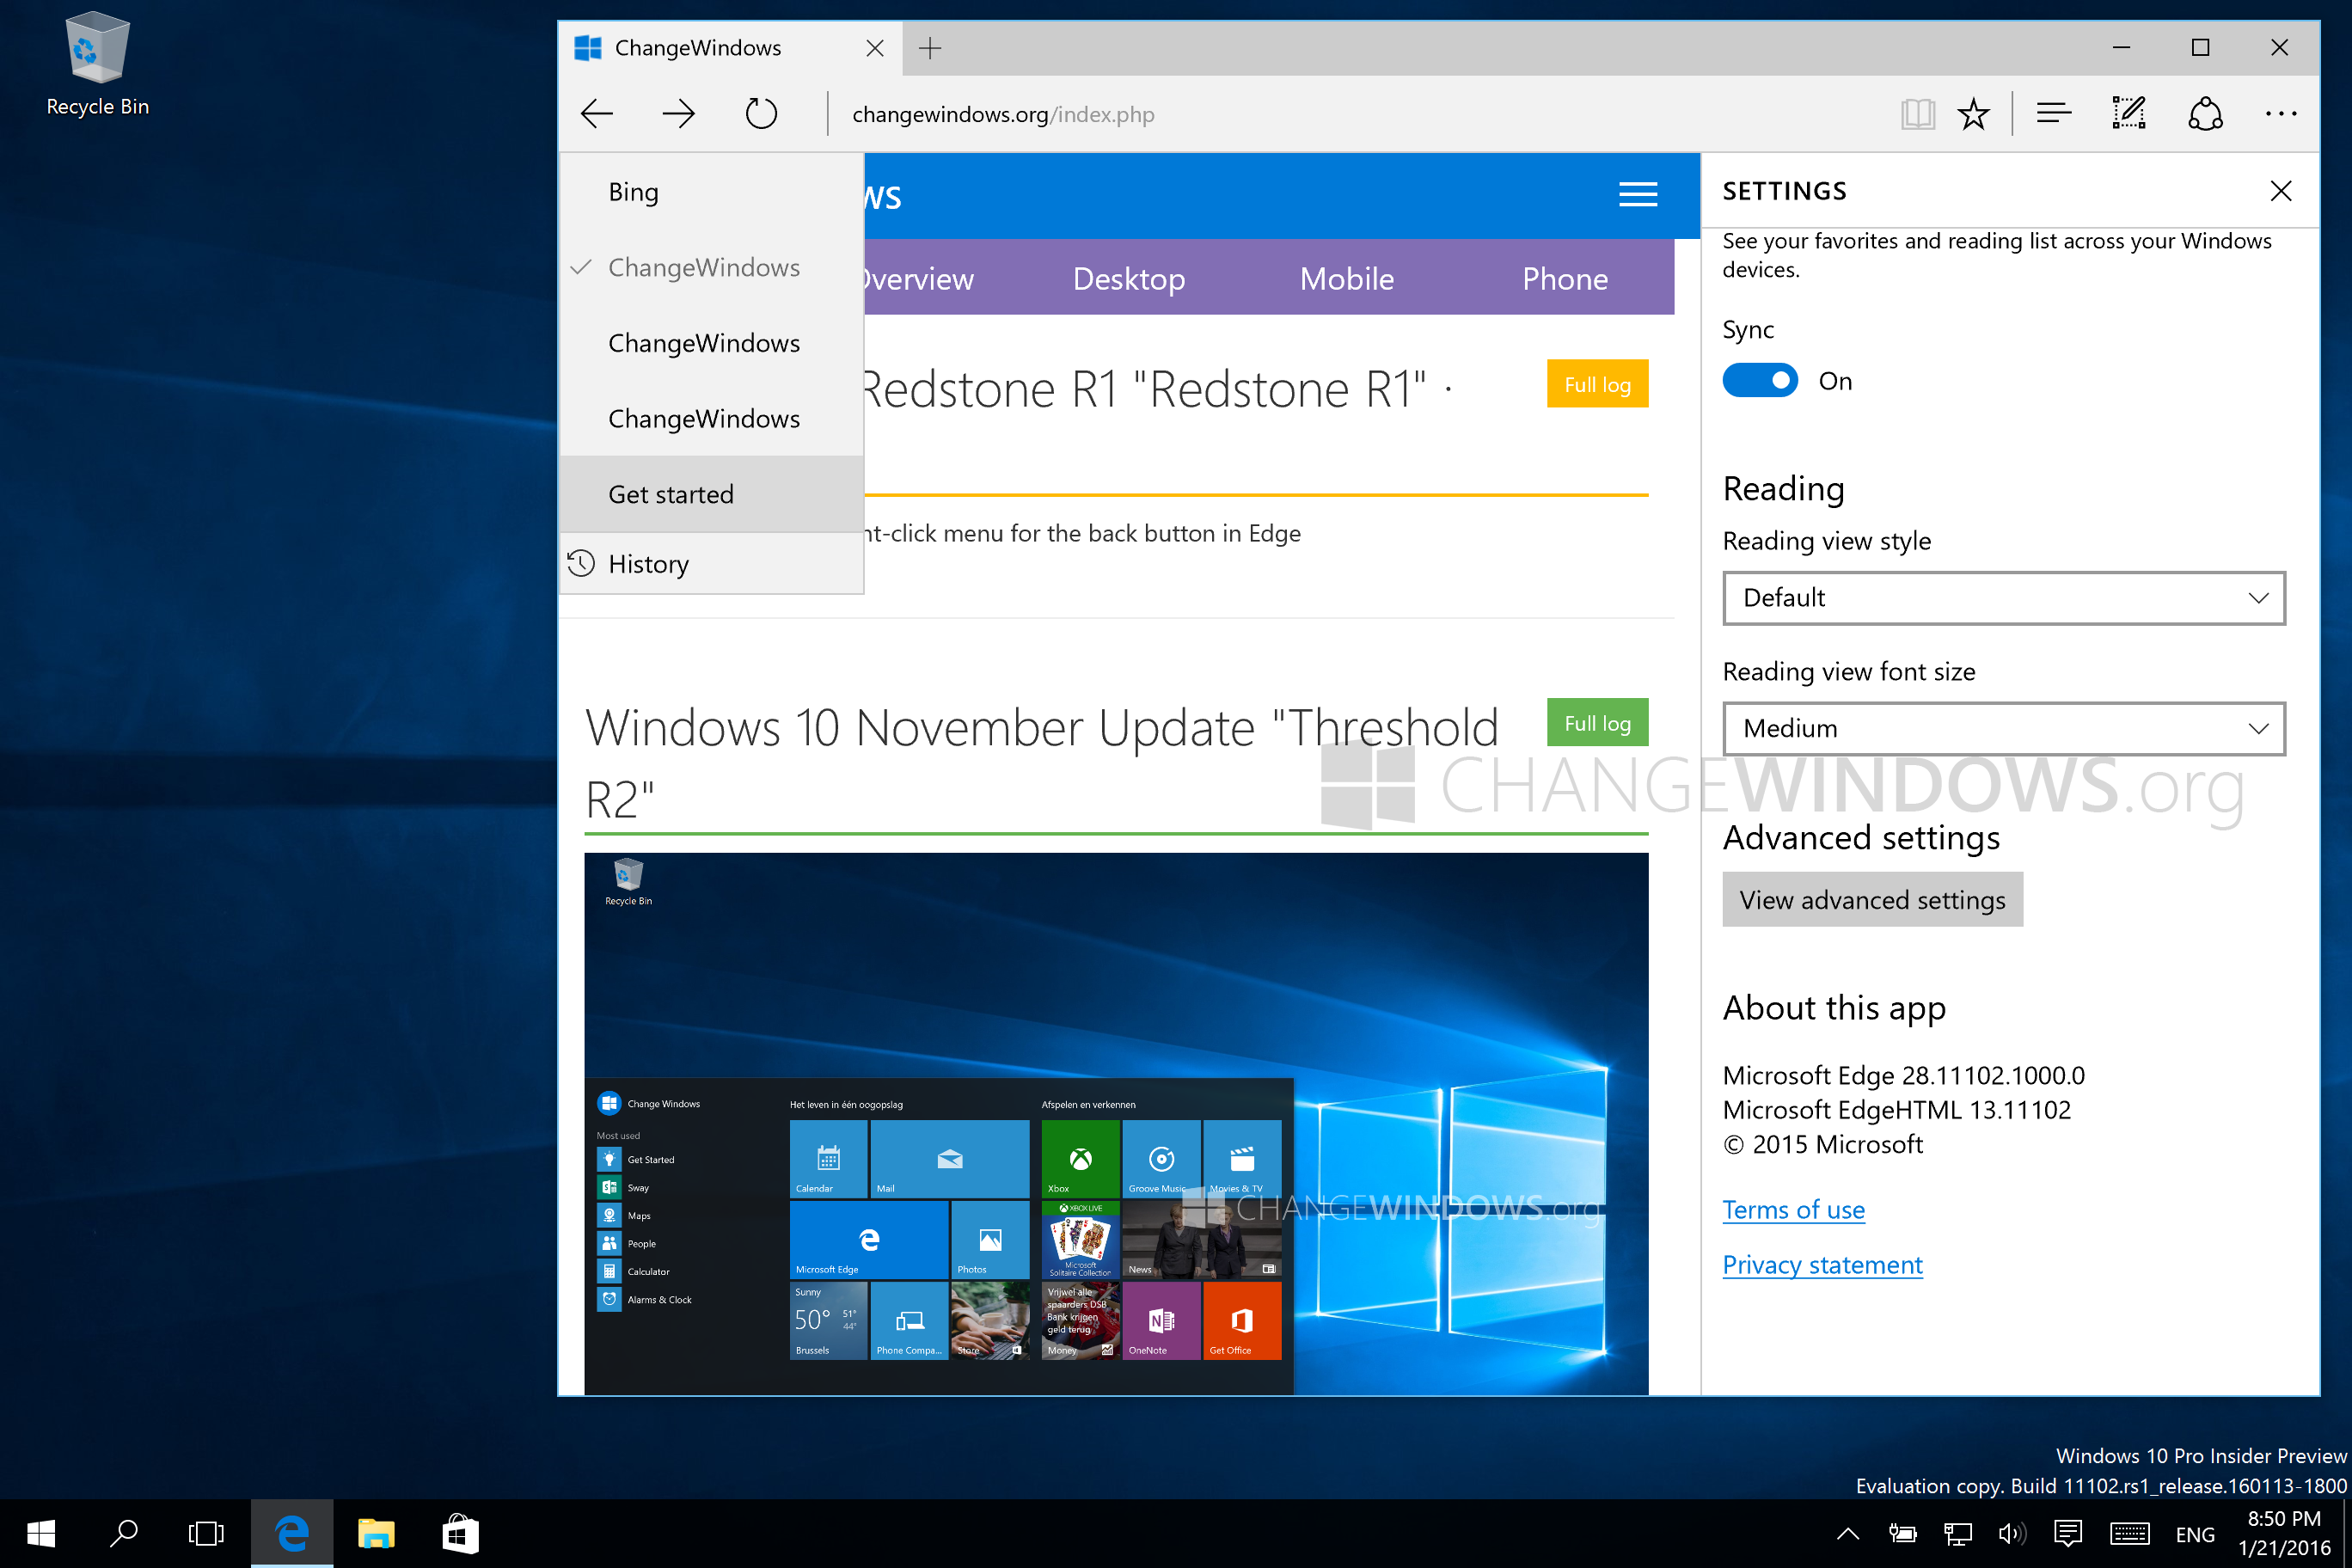 Recycle Bin
ChangeWindows
changewindows.org/index.php
Bing
ChangeWindows
ChangeWindows
ChangeWindows
Get started
History
ws
Overview
Desktop
Mobile
Phone
Redstone R1 "Redstone R1" ·
Full log
nt-click menu for the back button in Edge
Windows 10 November Update "Threshold
R2"
Full log
Recycle Bin
Change Windows
Most used
Get Started
Sway
Maps
People
Calculator
Alarms & Clock
Het leven in één oogopslag
Calendar
Mail
Microsoft Edge
Photos
Sunny
50°
51°
44°
Brussels
Phone Compa...
Store
Afspelen en verkennen
Xbox
Groove Music
Movies & TV
XBOX LIVE
Microsoft
Solitaire Collection
News
Vrijwel alle
spaarders DSB
Bank krijgen
geld terug
Money
OneNote
Get Office
CHANGEWINDOWS.org
SETTINGS
See your favorites and reading list across your Windows
devices.
Sync
On
Reading
Reading view style
Default
Reading view font size
Medium
CHANGEWINDOWS.org
Advanced settings
View advanced settings
About this app
Microsoft Edge 28.11102.1000.0
Microsoft EdgeHTML 13.11102
© 2015 Microsoft
Terms of use
Privacy statement
Windows 10 Pro Insider Preview
Evaluation copy. Build 11102.rs1_release.160113-1800
ENG
8:50 PM
1/21/2016